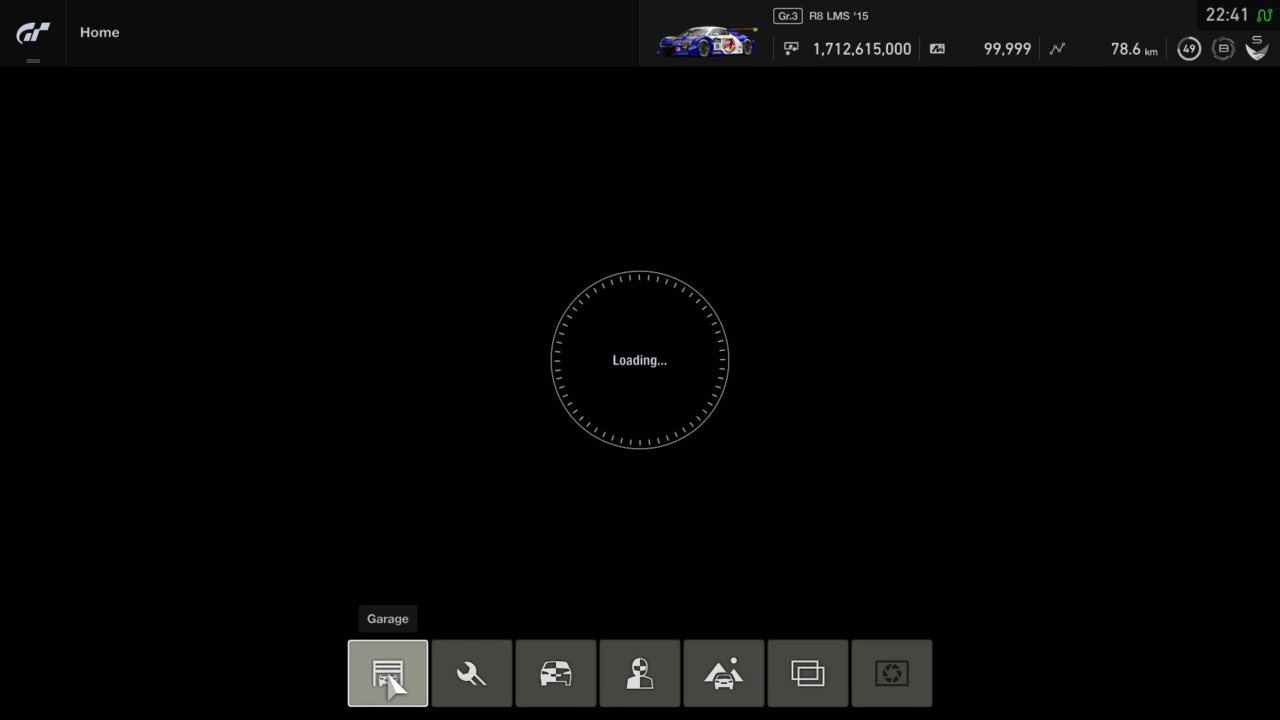 Home
Gr.3 R8 LMS '15
22:41
1,712,615,000
99,999
78.6 km
49
B
S
Loading...
Garage